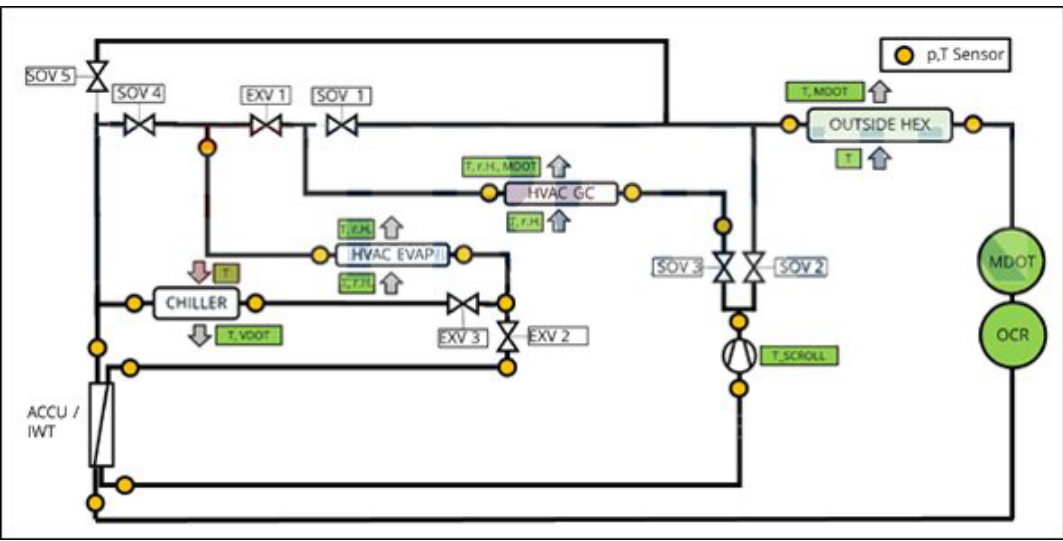 SOV 5
SOV 4
EXV 1
SOV 1
p,T Sensor
T, MDOT
OUTSIDE HEX
T
T, r.H., MDOT
HVAC GC
T, r.H.
T, r.H.
HVAC EVAP
T, r.H.
SOV 3
SOV 2
MDOT
T
CHILLER
T, VDOT
EXV 3
EXV 2
OCR
T_SCROLL
ACCU /
IWT